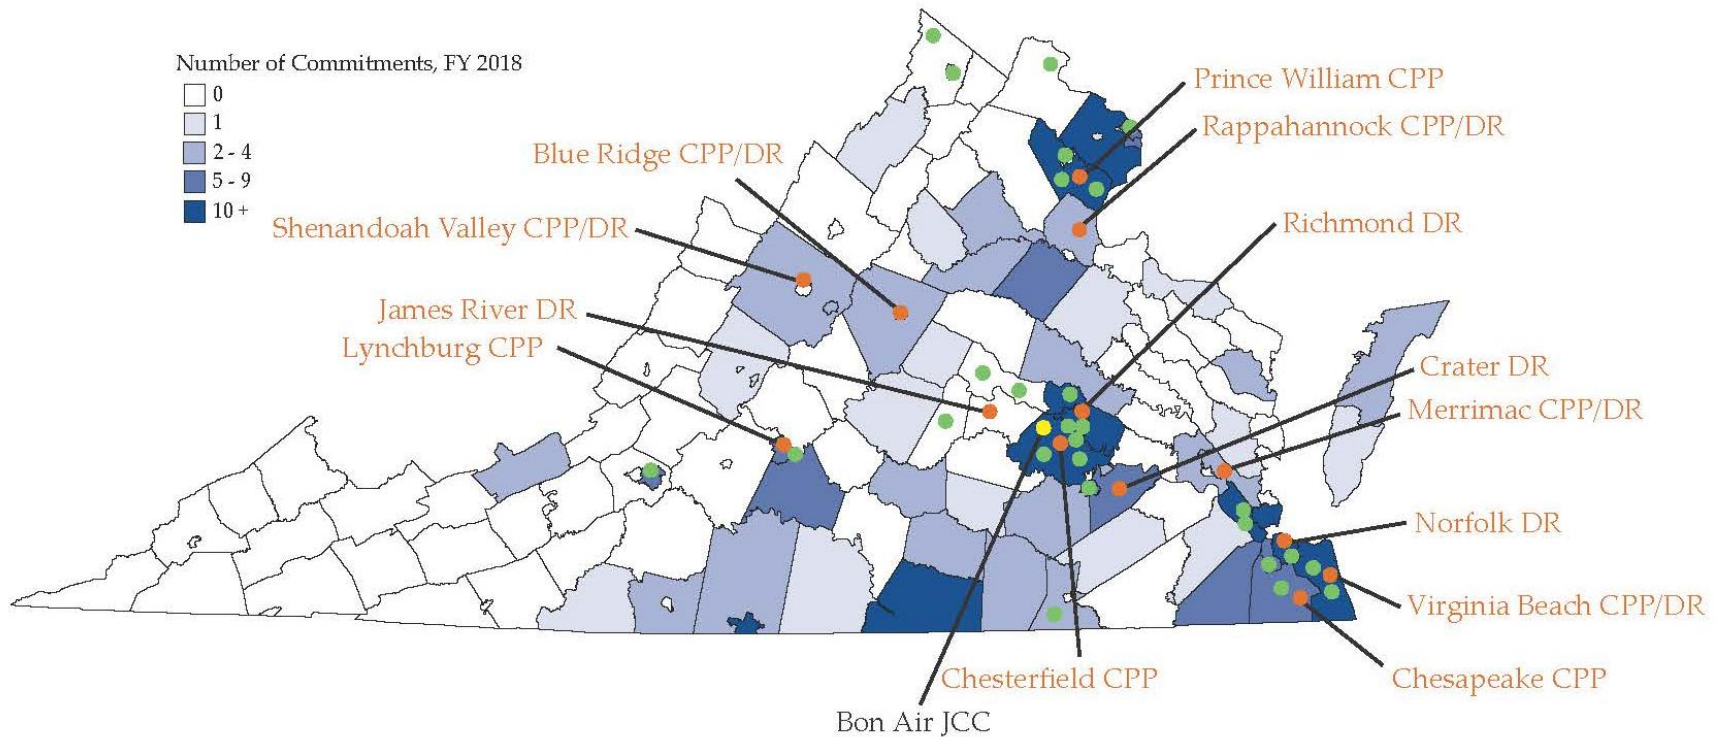 Number of Commitments, FY 2018
0
1
2 - 4
5 - 9
10 +
Prince William CPP
Rappahannock CPP/DR
Blue Ridge CPP/DR
Shenandoah Valley CPP/DR
Richmond DR
James River DR
Lynchburg CPP
Crater DR
Merrimac CPP/DR
Norfolk DR
Virginia Beach CPP/DR
Chesterfield CPP
Chesapeake CPP
Bon Air JCC